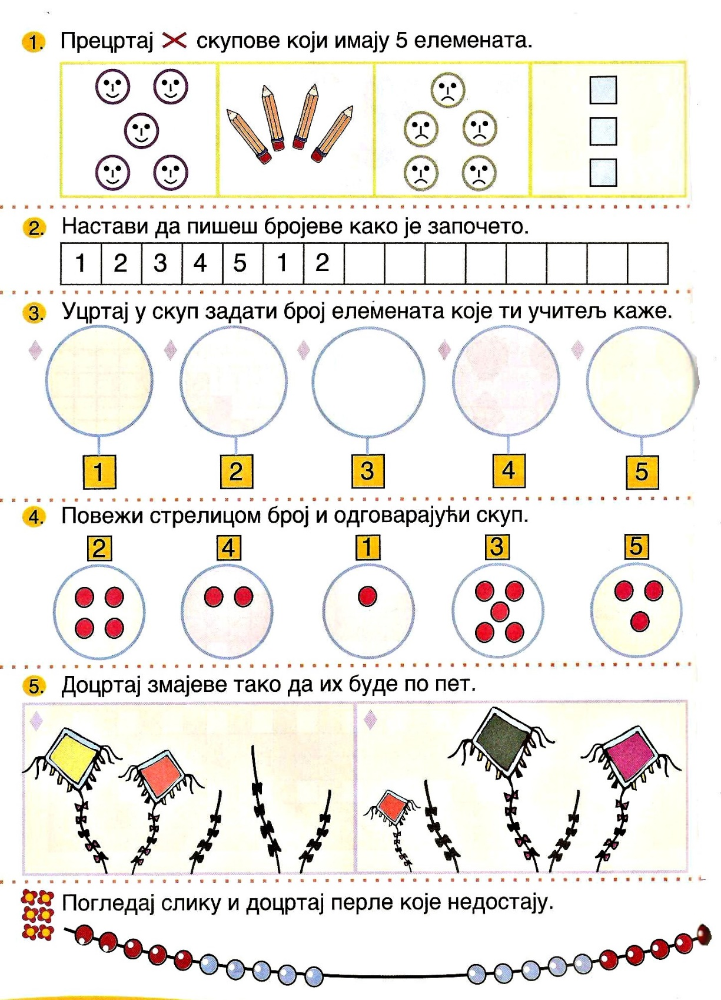 1. Прецртај ✕ скупове који имају 5 елемената.
2. Настави да пишеш бројеве како је започето.
1 2 3 4 5 1 2
3. Уцртај у скуп задати број елемената које ти учитељ каже.
1 2 3 4 5
4. Повежи стрелицом број и одговарајући скуп.
2 4 1 3 5
5. Доцртај змајеве тако да их буде по пет.
Погледај слику и доцртај перле које недостају.